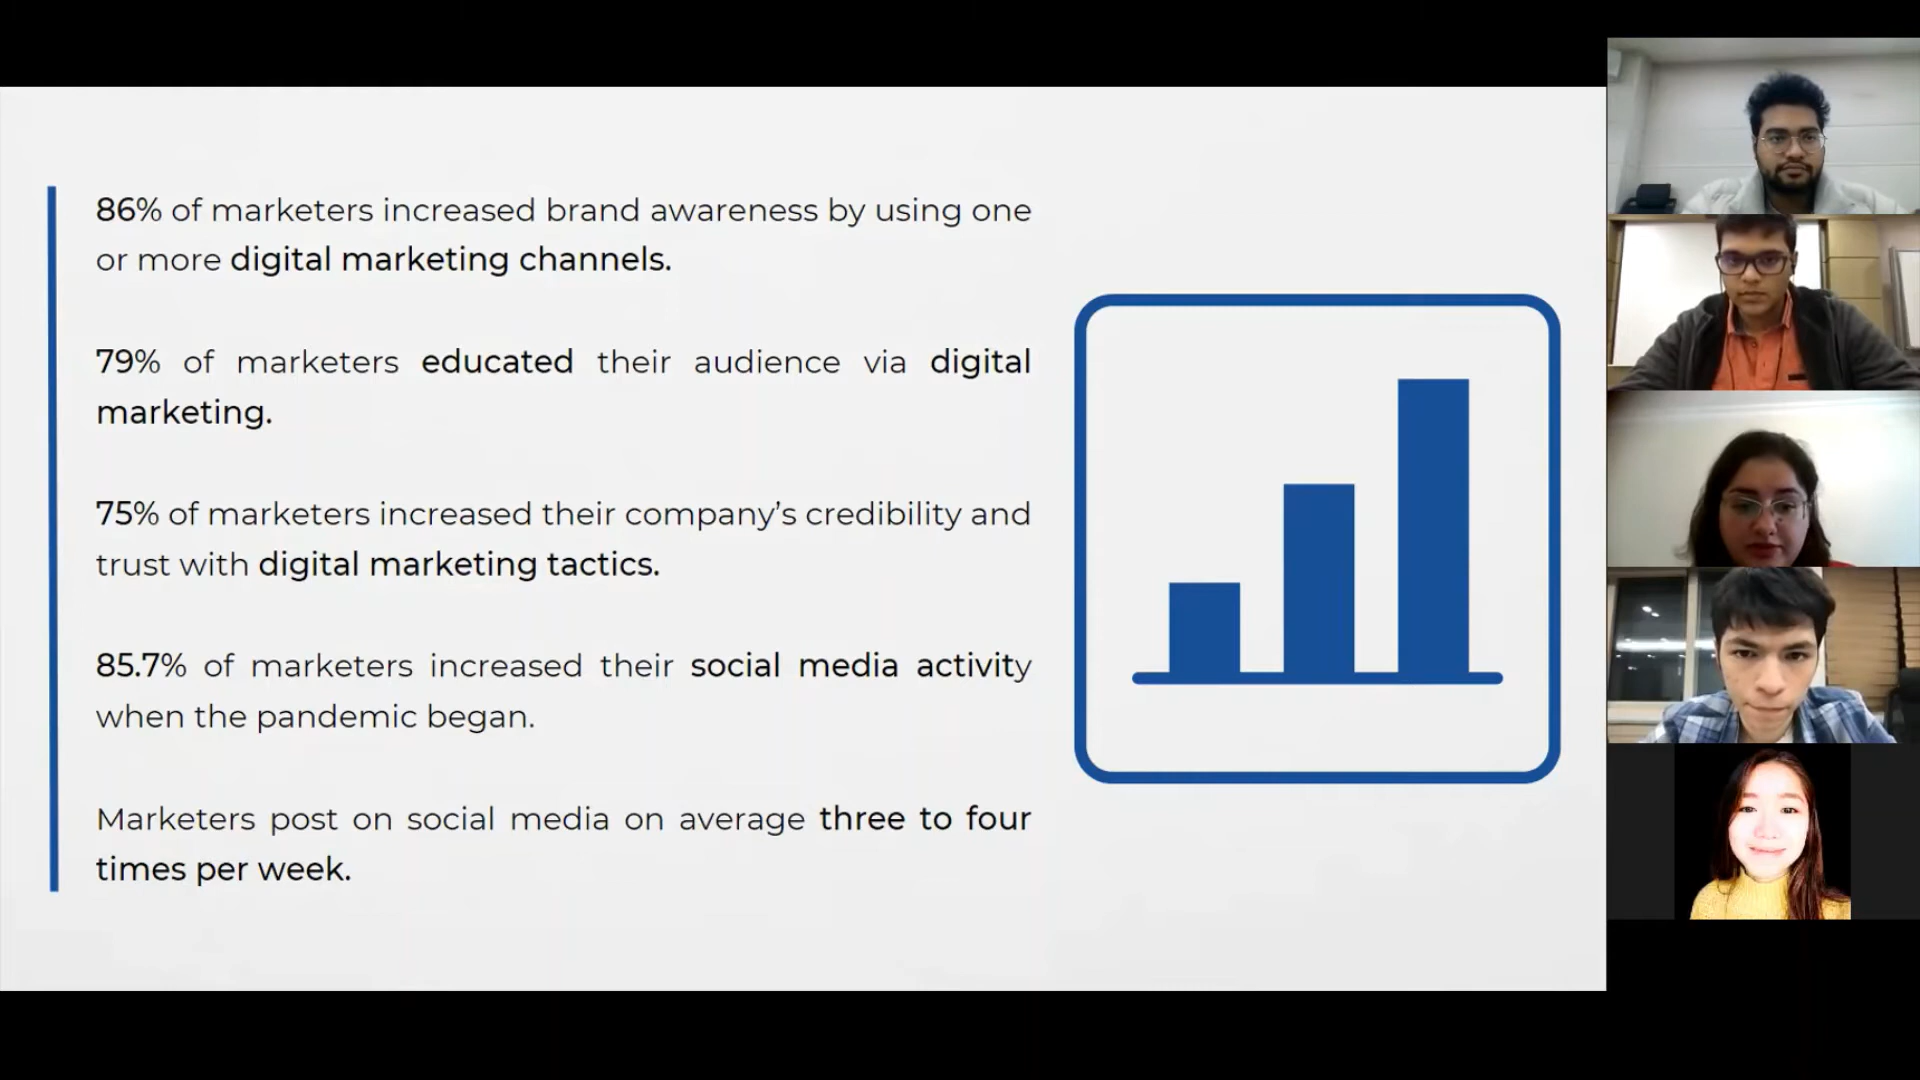 86% of marketers increased brand awareness by using one
or more digital marketing channels.
79% of marketers educated their audience via digital
marketing.
75% of marketers increased their company’s credibility and
trust with digital marketing tactics.
85.7% of marketers increased their social media activity
when the pandemic began.
Marketers post on social media on average three to four
times per week.